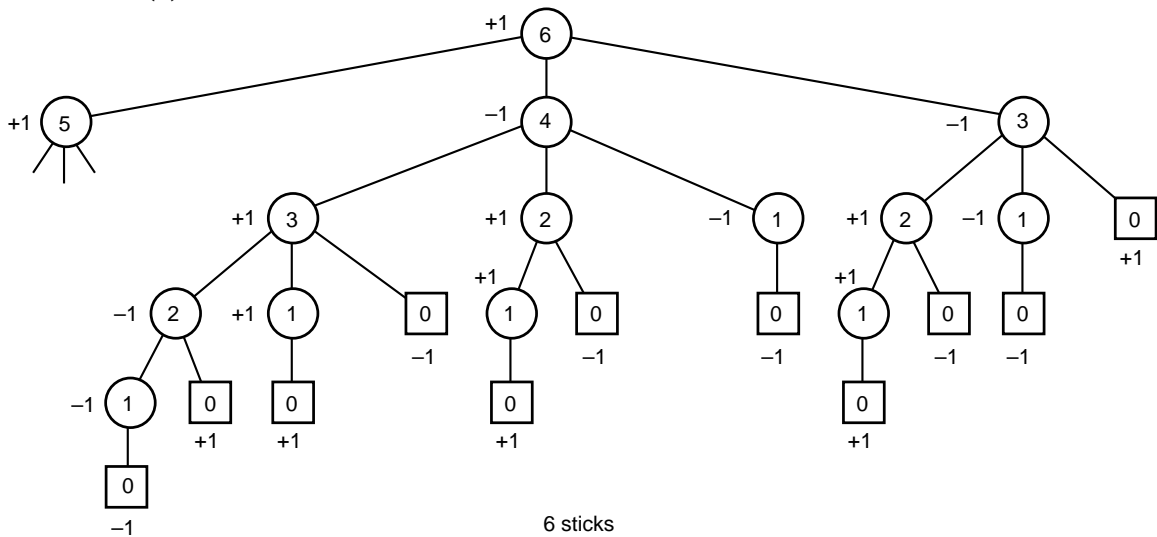 +1 6
+1 5 –1 4 –1 3
+1 3 +1 2 –1 1 +1 2 –1 1 0
+1
–1 2 +1 1 0 +1 1 0 0 +1 1 0 0
–1 –1 –1 –1 –1
–1 1 0 0 0 0
+1 +1 +1 +1
0
–1
6 sticks